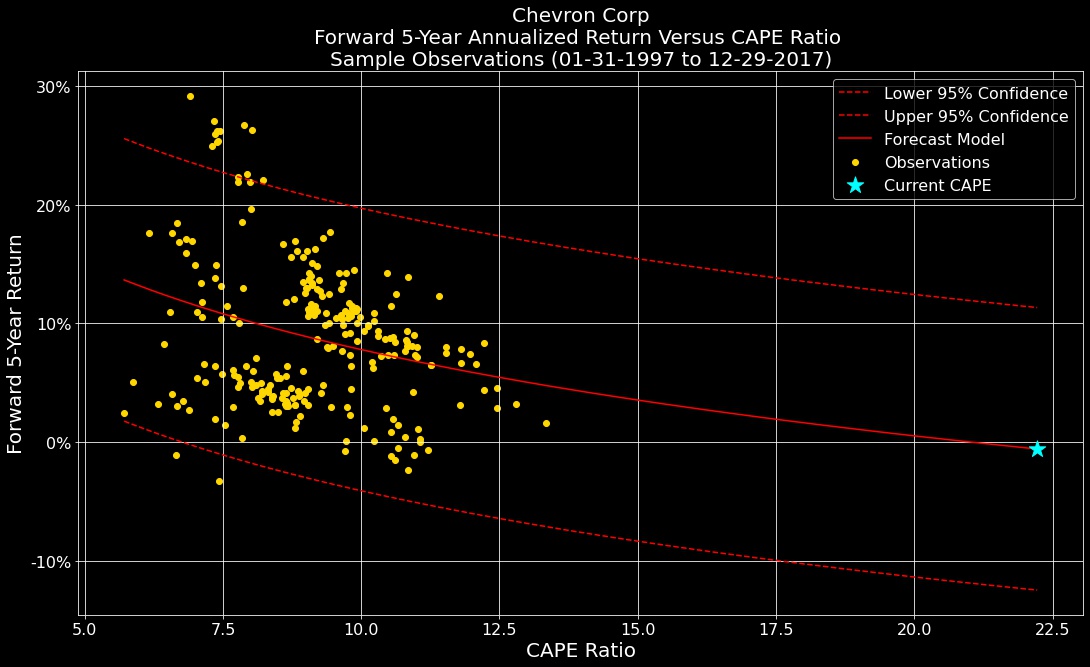 Chevron Corp
Forward 5-Year Annualized Return Versus CAPE Ratio
Sample Observations (01-31-1997 to 12-29-2017)
Lower 95% Confidence
Upper 95% Confidence
Forecast Model
Observations
Current CAPE
Forward 5-Year Return
30%
20%
10%
0%
-10%
5.0
7.5
10.0
12.5
15.0
17.5
20.0
22.5
CAPE Ratio